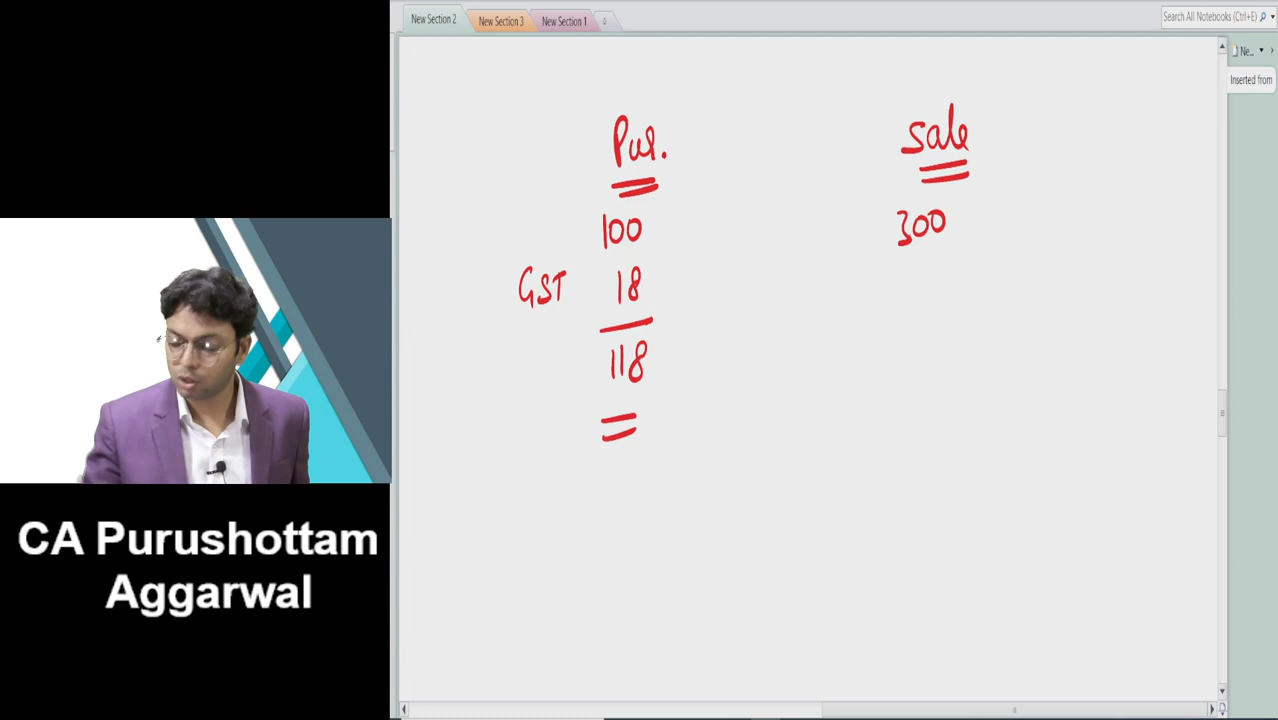 New Section 2
New Section 3
New Section 1
Search All Notebooks (Ctrl+E)
Ne...
Inserted from
Pur.
Sale
100
300
GST 18
118
CA Purushottam
Aggarwal